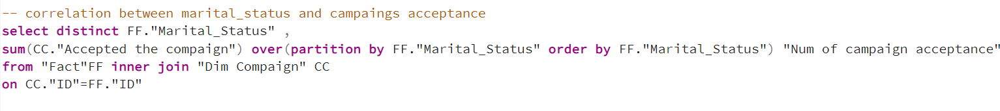 -- correlation between marital_status and campaings acceptance
select distinct FF."Marital_Status" ,
sum(CC."Accepted the compaign") over(partition by FF."Marital_Status" order by FF."Marital_Status") "Num of campaign acceptance"
from "Fact"FF inner join "Dim Compaign" CC
on CC."ID"=FF."ID"